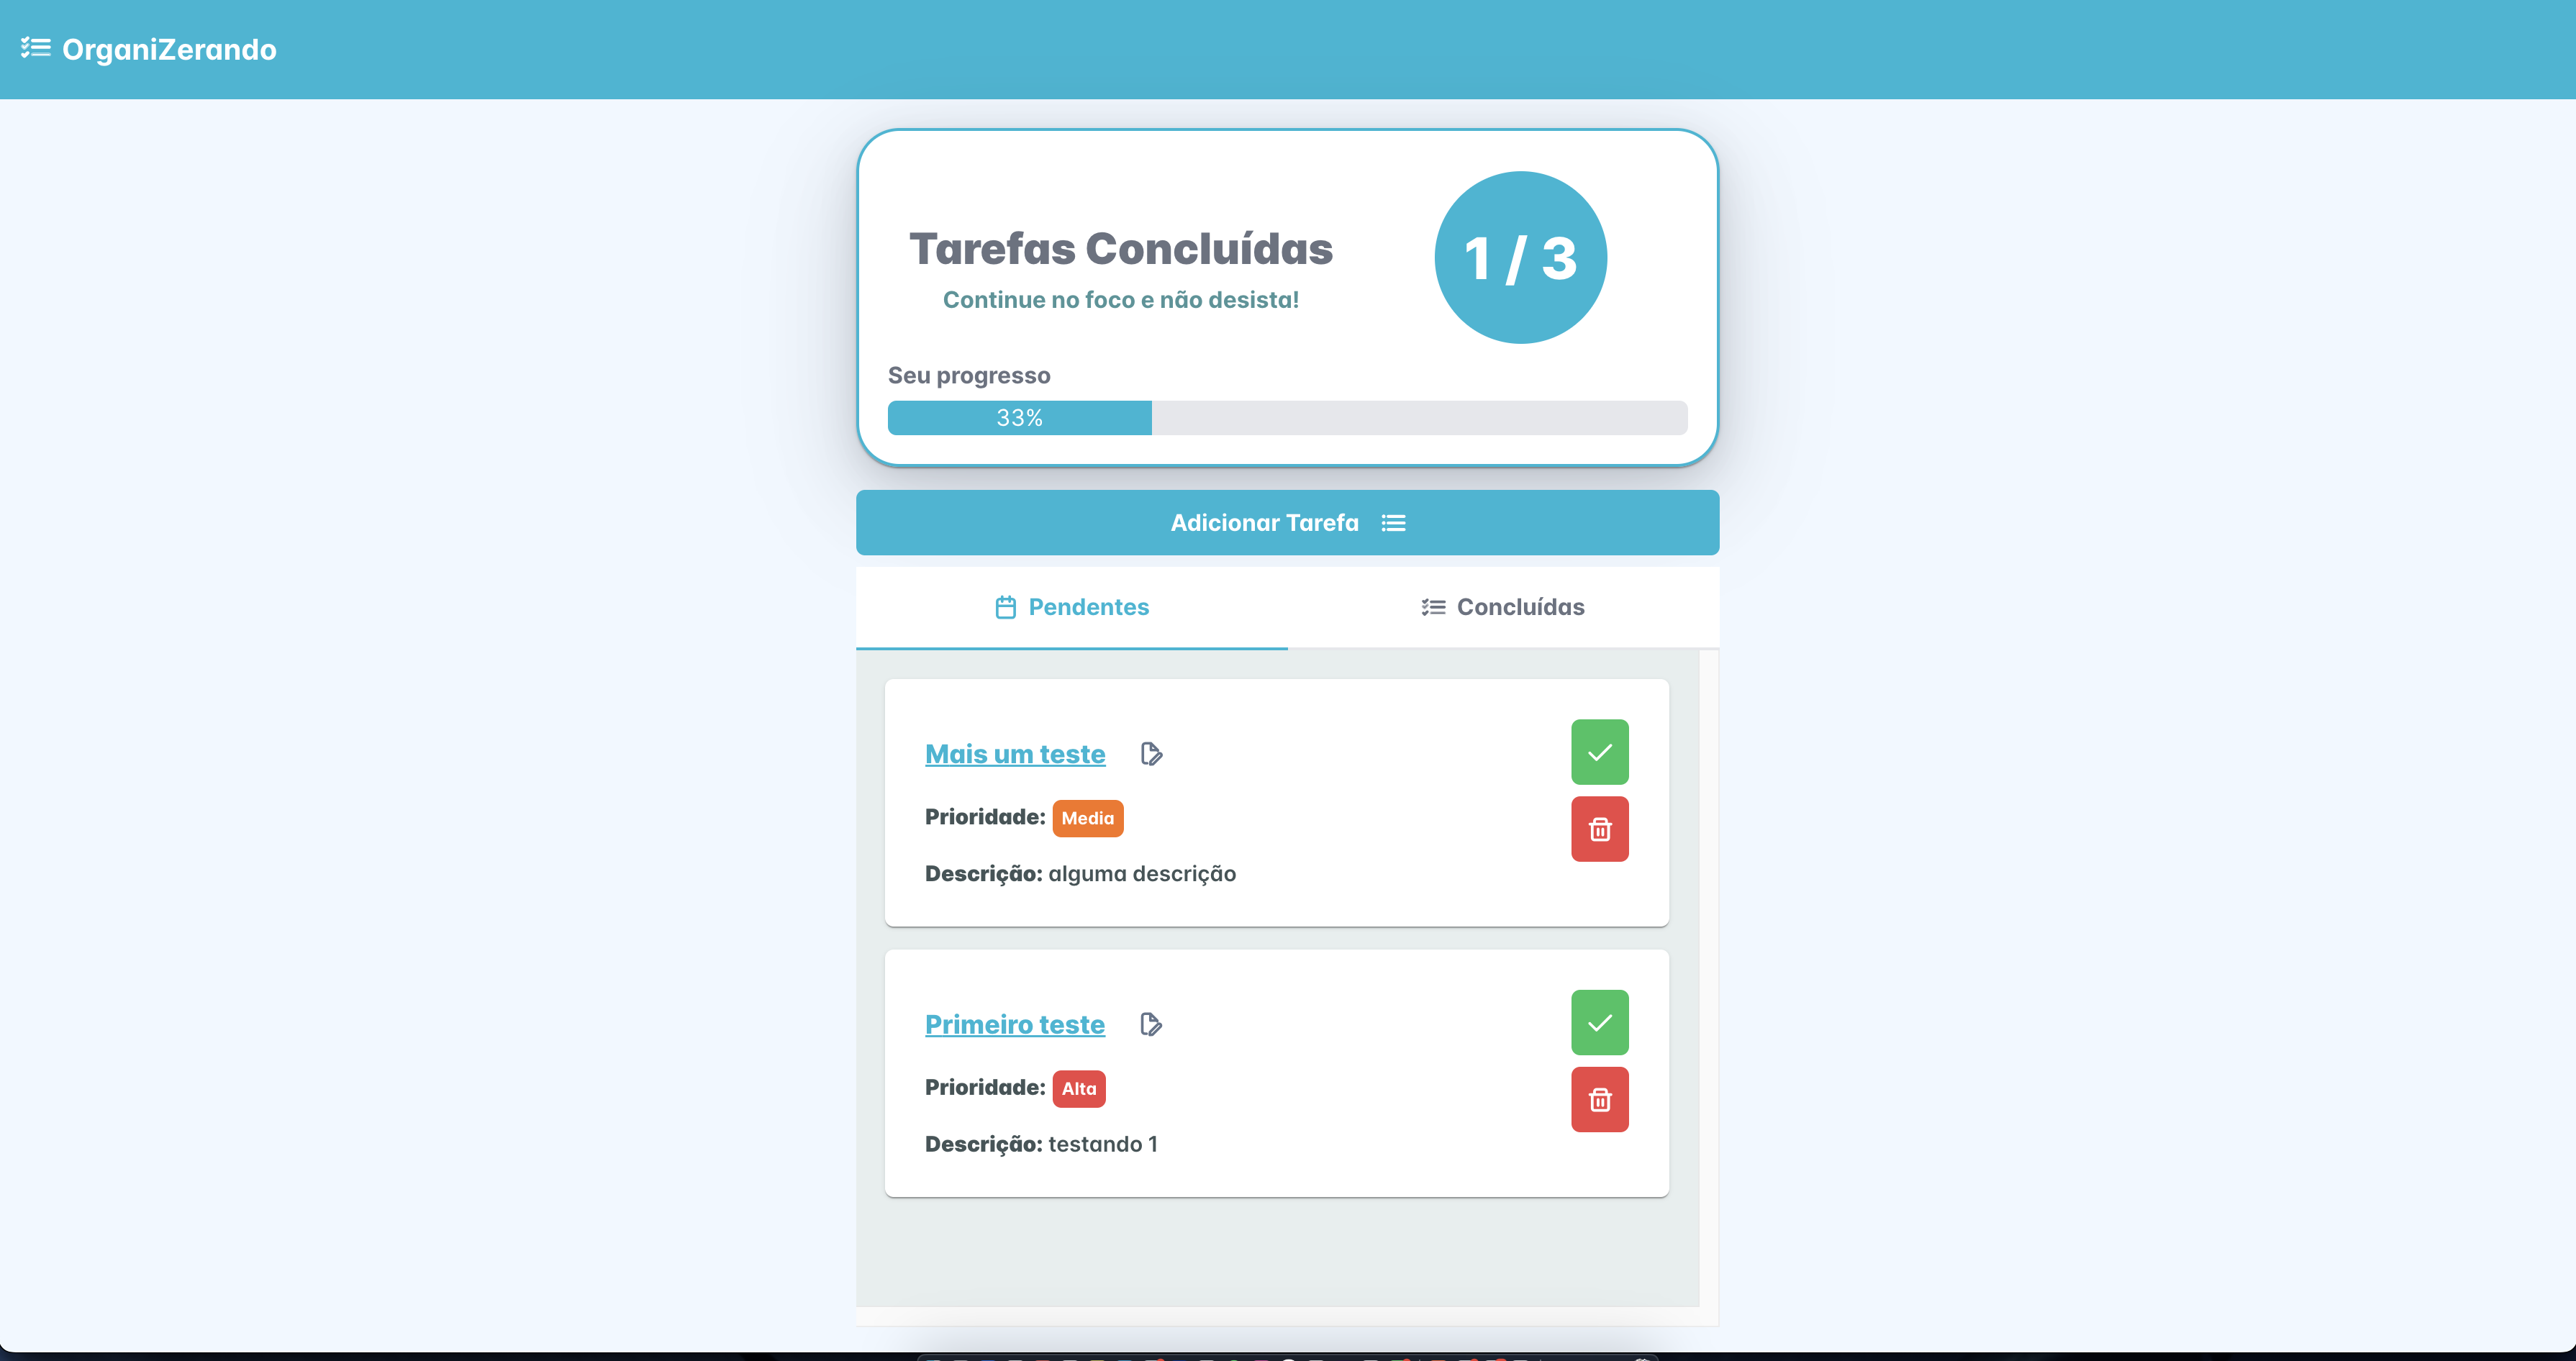 OrganiZerando
Tarefas Concluídas
Continue no foco e não desista!
1 / 3
Seu progresso
33%
Adicionar Tarefa
Pendentes
Concluídas
Mais um teste
Prioridade: Media
Descrição: alguma descrição
Primeiro teste
Prioridade: Alta
Descrição: testando 1